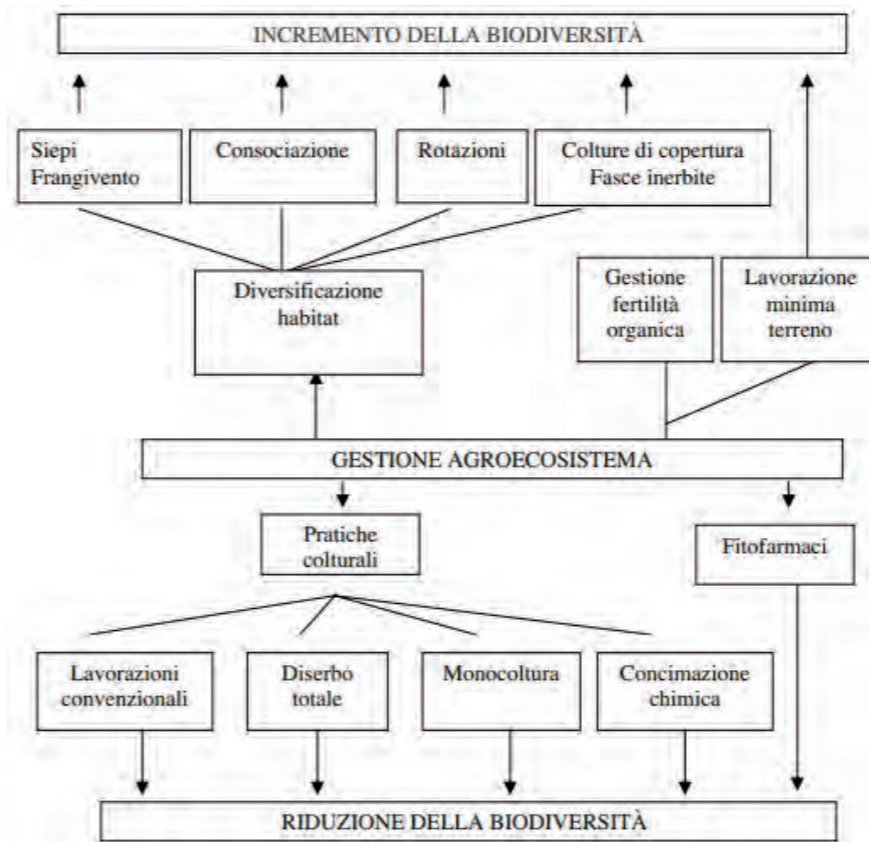 INCREMENTO DELLA BIODIVERSITÀ
Siepi
Frangivento
Consociazione
Rotazioni
Colture di copertura
Fasce inerbite
Diversificazione
habitat
Gestione
fertilità
organica
Lavorazione
minima
terreno
GESTIONE AGROECOSISTEMA
Pratiche
colturali
Fitofarmaci
Lavorazioni
convenzionali
Diserbo
totale
Monocoltura
Concimazione
chimica
RIDUZIONE DELLA BIODIVERSITÀ